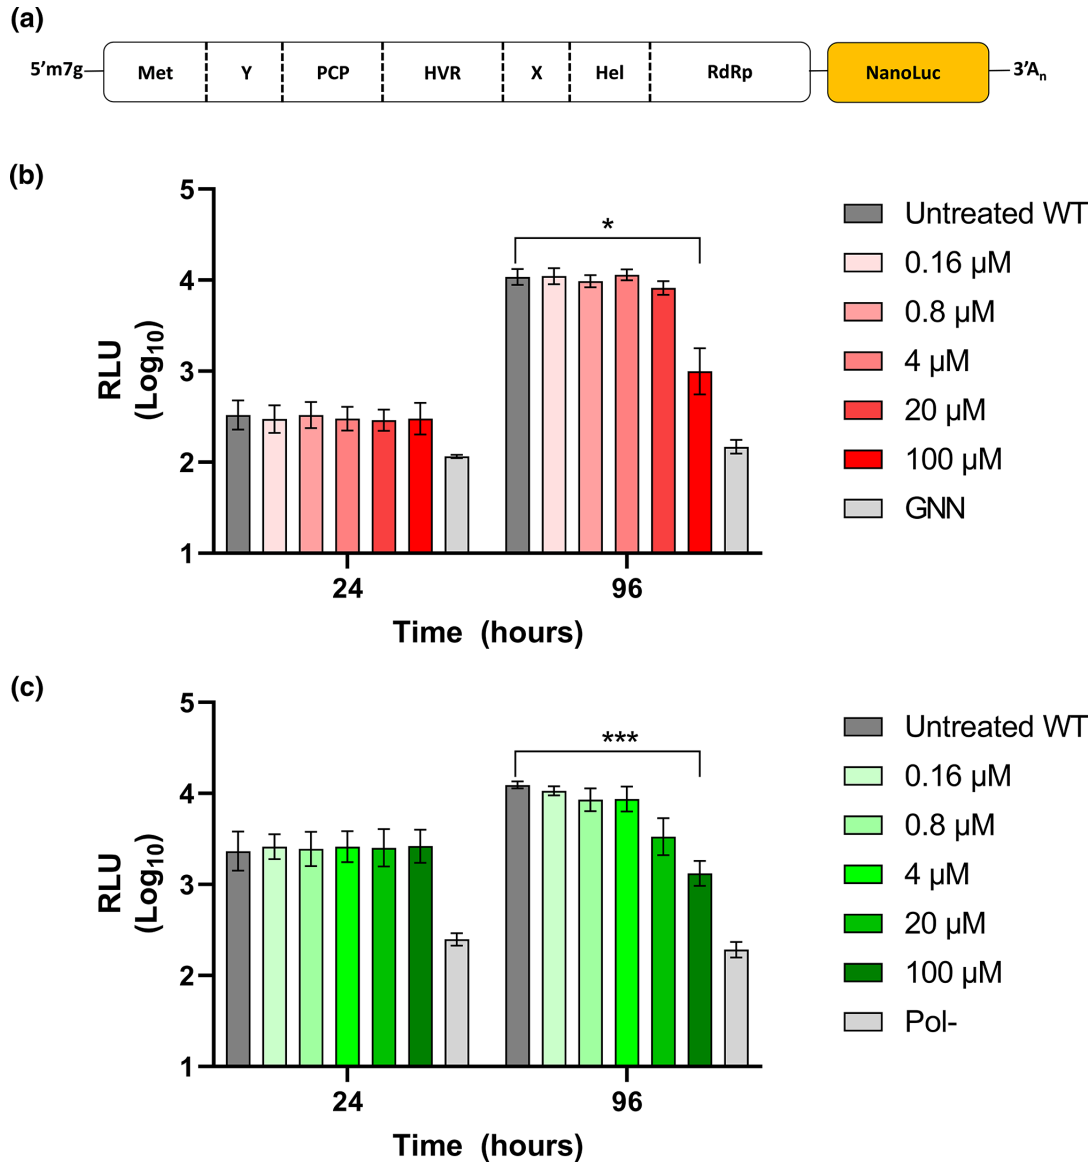 (a)
5'm7g Met Y PCP HVR X Hel RdRp NanoLuc 3'An
(b)
5
4
3
2
1
RLU
(Log10)
*
24 96
Time (hours)
Untreated WT
0.16 µM
0.8 µM
4 µM
20 µM
100 µM
GNN
(c)
5
4
3
2
1
RLU
(Log10)
***
24 96
Time (hours)
Untreated WT
0.16 µM
0.8 µM
4 µM
20 µM
100 µM
Pol-